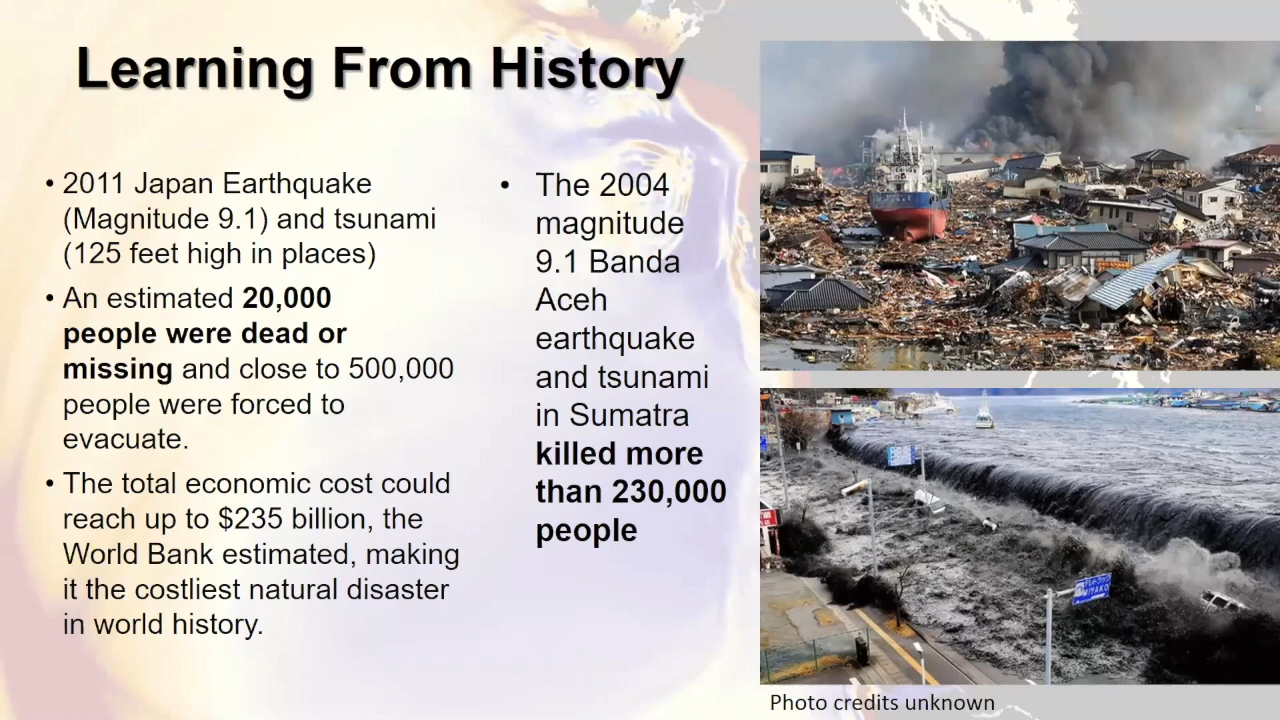 Learning From History
• 2011 Japan Earthquake
(Magnitude 9.1) and tsunami
(125 feet high in places)
• An estimated 20,000
people were dead or
missing and close to 500,000
people were forced to
evacuate.
• The total economic cost could
reach up to $235 billion, the
World Bank estimated, making
it the costliest natural disaster
in world history.
• The 2004
magnitude
9.1 Banda
Aceh
earthquake
and tsunami
in Sumatra
killed more
than 230,000
people
MIYAKO
Photo credits unknown